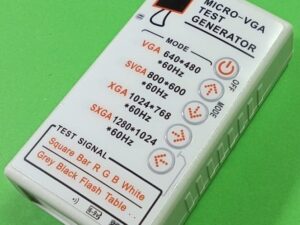 MICRO-VGA
TEST
GENERATOR
MODE
VGA 640*480
*60Hz
SVGA 800*600
*60Hz
XGA 1024*768
*60Hz
SXGA 1280*1024
*60Hz
OFF
MODE
TEST SIGNAL
Square Bar R G B White
Grey Black Flash Table